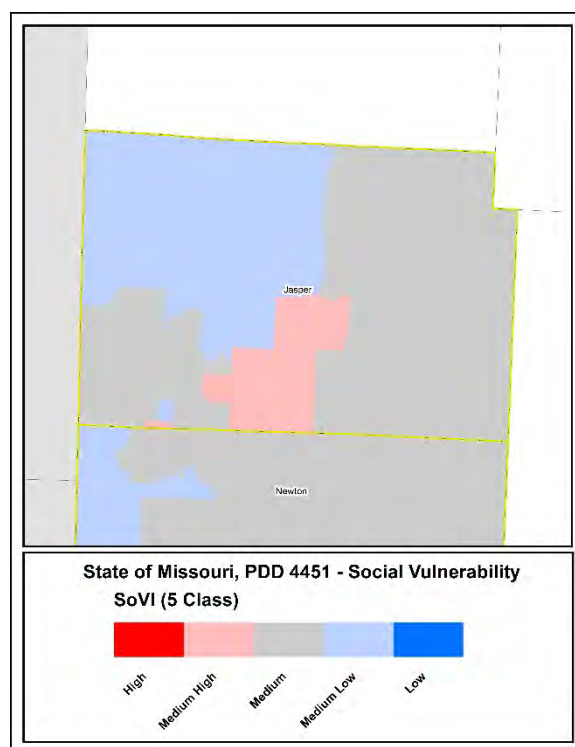 Jasper
Newton
State of Missouri, PDD 4451 - Social Vulnerability
SoVI (5 Class)
High
Medium High
Medium
Medium Low
Low